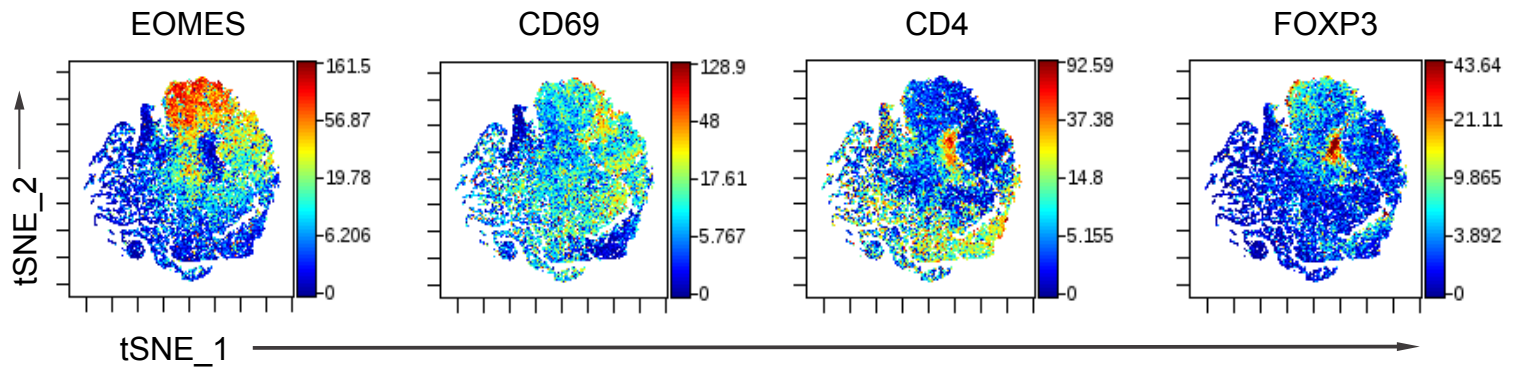 EOMES CD69 CD4 FOXP3
161.5 128.9 92.59 43.64
56.87 48 37.38 21.11
19.78 17.61 14.8 9.865
6.206 5.767 5.155 3.892
0 0 0 0
tSNE_2
tSNE_1